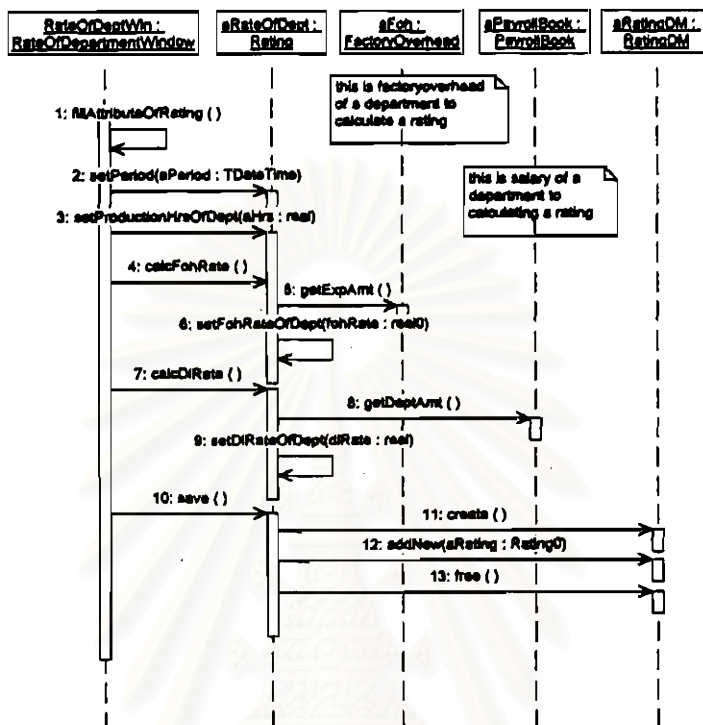 RateOfDeptWin :
RateOfDepartmentWindow
aRateOfDept :
Rating
aFoh :
FactoryOverhead
aPayrollBook :
PayrollBook
aRatingDM :
RatingDM
this is factoryoverhead
of a department to
calculate a rating
1: fillAttributeOfRating ( )
this is salary of a
department to
calculating a rating
2: setPeriod(aPeriod : TDateTime)
3: setProductionHrsOfDept(aHrs : real)
4: calcFohRate ( )
5: getExpAmt ( )
6: setFohRateOfDept(fohRate : real0)
7: calcDlRate ( )
8: getDeptAmt ( )
9: setDlRateOfDept(dlRate : real)
10: save ( )
11: create ( )
12: addNew(aRating : Rating0)
13: free ( )